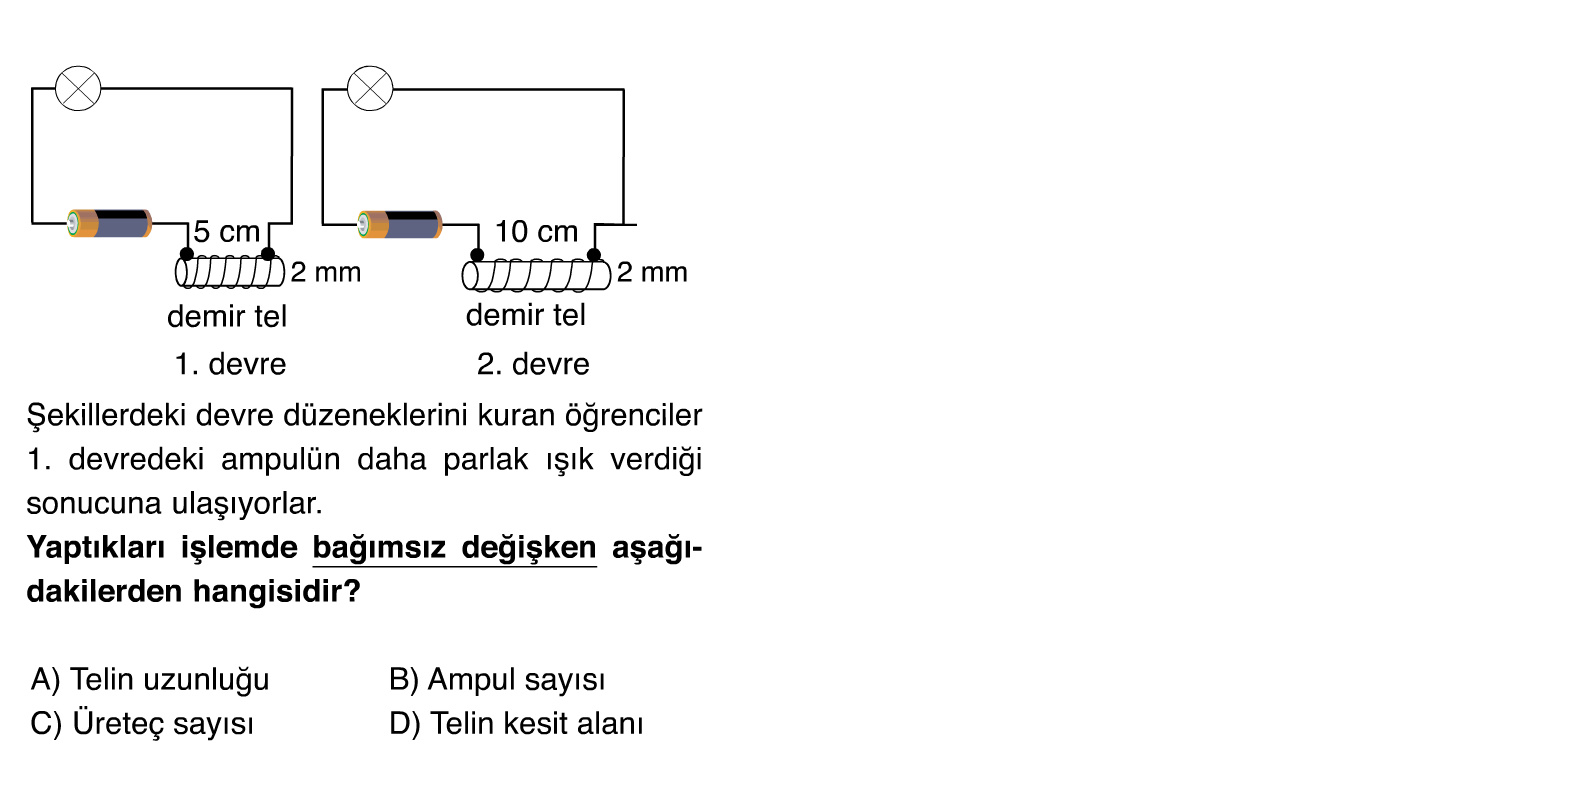 5 cm
10 cm
2 mm
2 mm
demir tel
demir tel
1. devre
2. devre
Şekillerdeki devre düzeneklerini kuran öğrenciler
1. devredeki ampulün daha parlak ışık verdiği
sonucuna ulaşıyorlar.
Yaptıkları işlemde bağımsız değişken aşağı-
dakilerden hangisidir?
A) Telin uzunluğu
B) Ampul sayısı
C) Üreteç sayısı
D) Telin kesit alanı